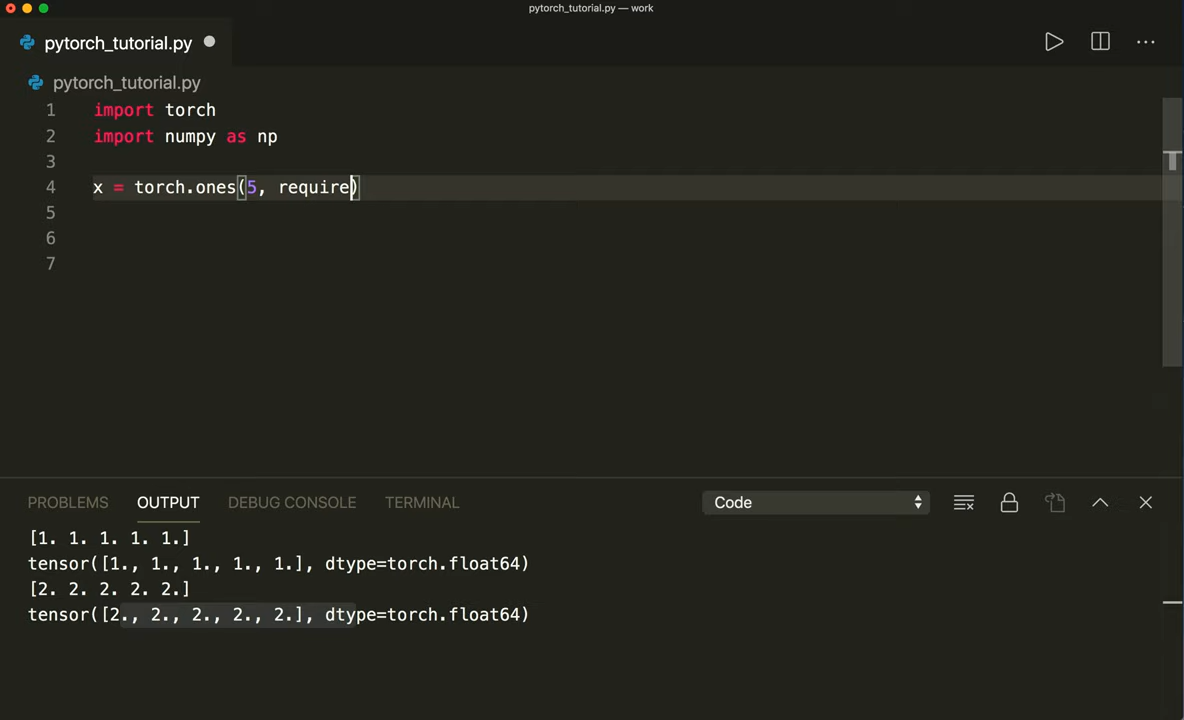 pytorch_tutorial.py — work
pytorch_tutorial.py
pytorch_tutorial.py
1 import torch
2 import numpy as np
3
4 x = torch.ones(5, require)
5
6
7
PROBLEMS OUTPUT DEBUG CONSOLE TERMINAL Code
[1. 1. 1. 1. 1.]
tensor([1., 1., 1., 1., 1.], dtype=torch.float64)
[2. 2. 2. 2. 2.]
tensor([2., 2., 2., 2., 2.], dtype=torch.float64)